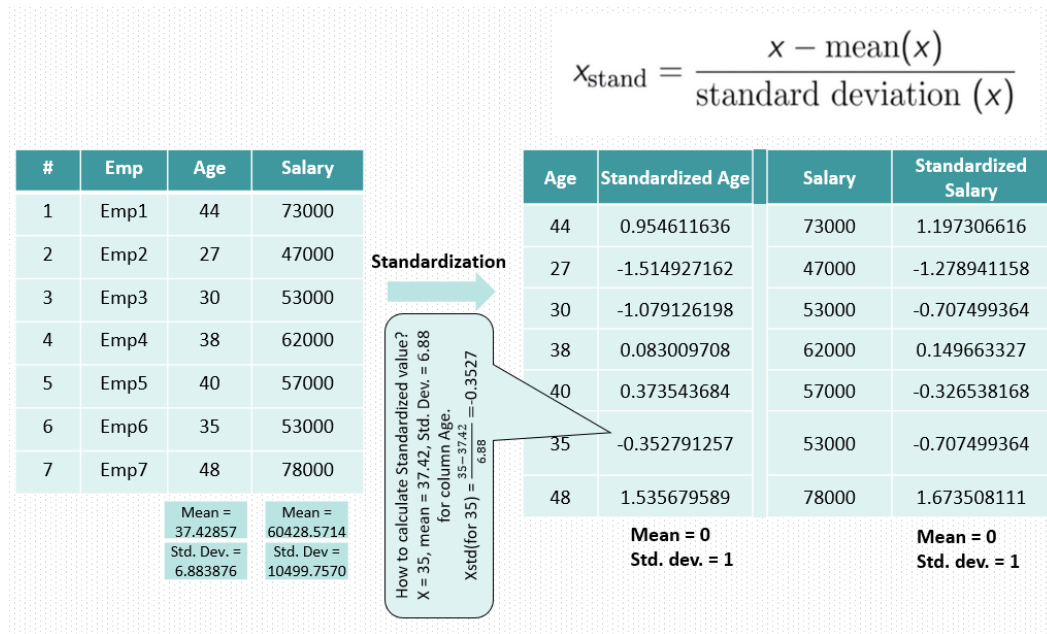 x_stand = x − mean(x) / standard deviation (x)
# Emp Age Salary
1 Emp1 44 73000
2 Emp2 27 47000
3 Emp3 30 53000
4 Emp4 38 62000
5 Emp5 40 57000
6 Emp6 35 53000
7 Emp7 48 78000
Mean =
37.42857
Std. Dev. =
6.883876
Mean =
60428.5714
Std. Dev =
10499.7570
Standardization
How to calculate Standardized value?
X = 35, mean = 37.42, Std. Dev. = 6.88
for column Age.
Xstd(for 35) = 35−37.42 / 6.88 =-0.3527
Age Standardized Age Salary Standardized
Salary
44 0.954611636 73000 1.197306616
27 -1.514927162 47000 -1.278941158
30 -1.079126198 53000 -0.707499364
38 0.083009708 62000 0.149663327
40 0.373543684 57000 -0.326538168
35 -0.352791257 53000 -0.707499364
48 1.535679589 78000 1.673508111
Mean = 0
Std. dev. = 1
Mean = 0
Std. dev. = 1